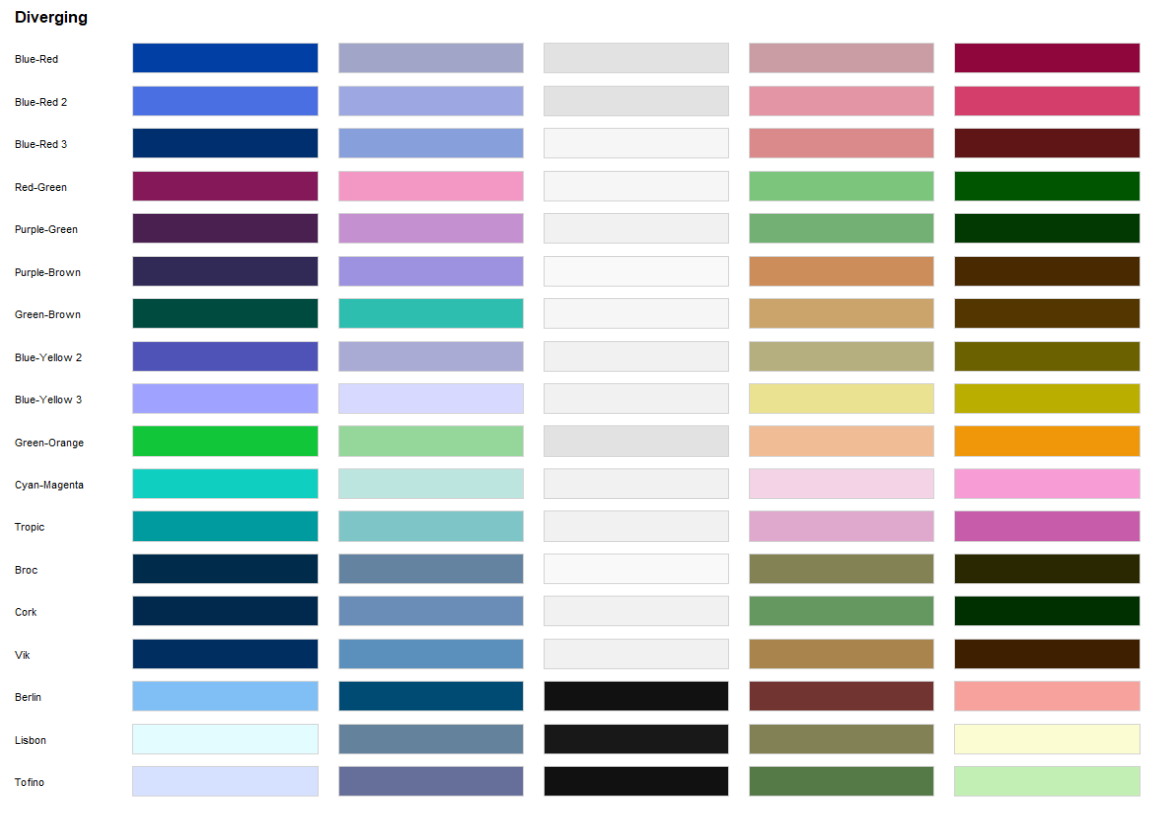 Diverging
Blue-Red
Blue-Red 2
Blue-Red 3
Red-Green
Purple-Green
Purple-Brown
Green-Brown
Blue-Yellow 2
Blue-Yellow 3
Green-Orange
Cyan-Magenta
Tropic
Broc
Cork
Vik
Berlin
Lisbon
Tofino